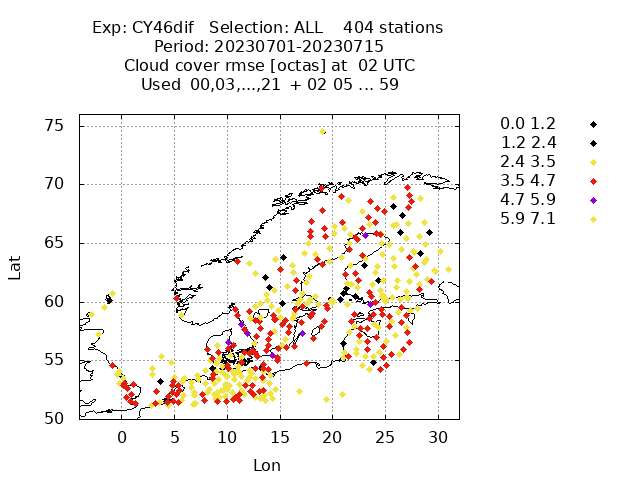 Exp: CY46dif   Selection: ALL    404 stations
Period: 20230701-20230715
Cloud cover rmse [octas] at  02 UTC
Used  00,03,...,21  + 02 05 ... 59
0.0 1.2
1.2 2.4
2.4 3.5
3.5 4.7
4.7 5.9
5.9 7.1
75
70
65
60
55
50
Lat
0 5 10 15 20 25 30
Lon